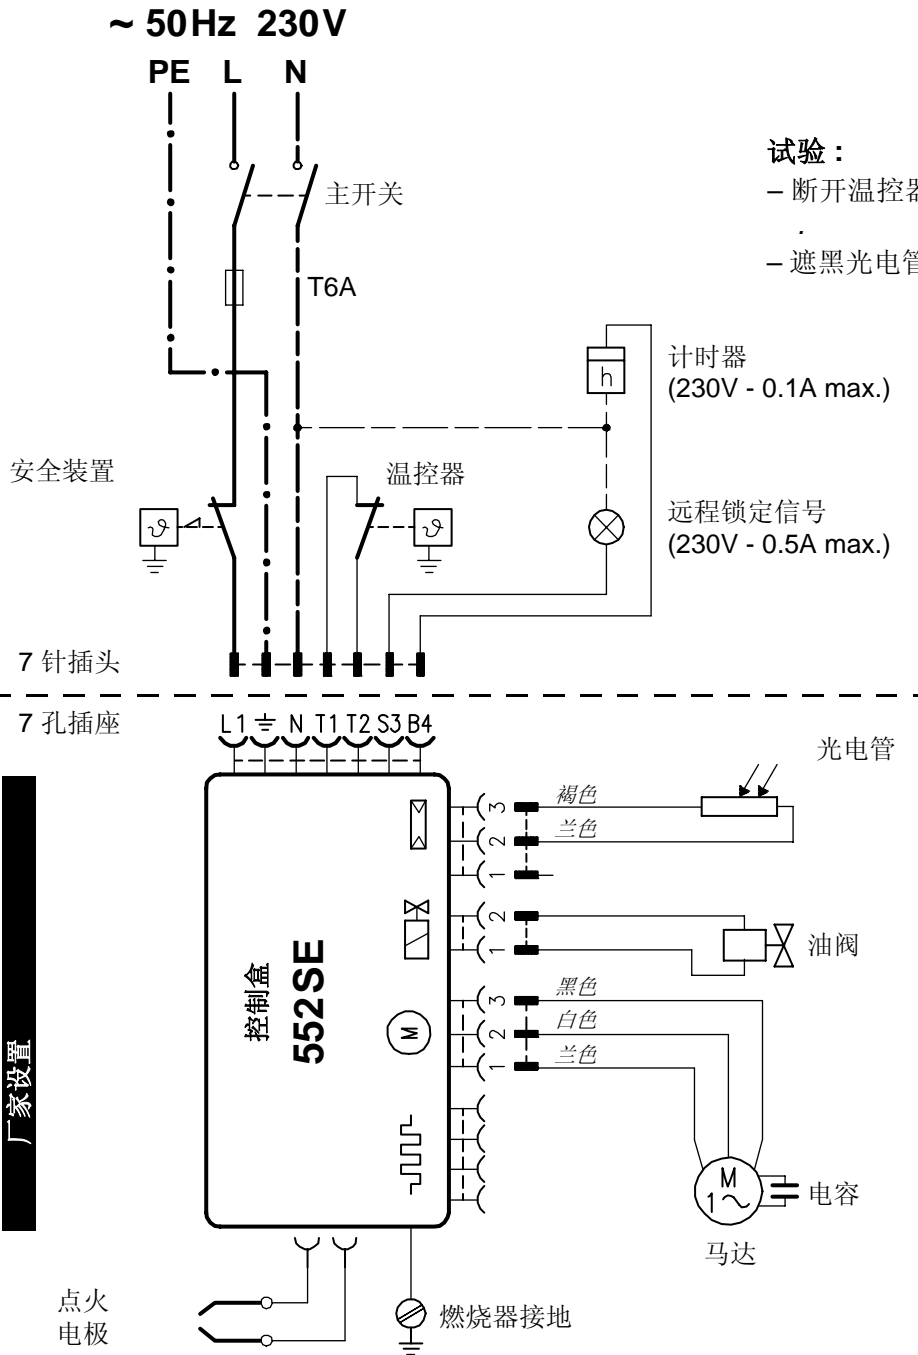 ~ 50Hz 230V
PE L N
试验 :
– 断开温控器
.
– 遮黑光电管
主开关
T6A
计时器
(230V - 0.1A max.)
h
安全装置
温控器
ϑ
ϑ
远程锁定信号
(230V - 0.5A max.)
7 针插头
7 孔插座
L1 N T1 T2 S3 B4
光电管
3 褐色
2 兰色
1
2
1
油阀
控制盒
552SE
M
3 黑色
2 白色
1 兰色
厂家设置
M
1~
电容
马达
点火
电极
燃烧器接地